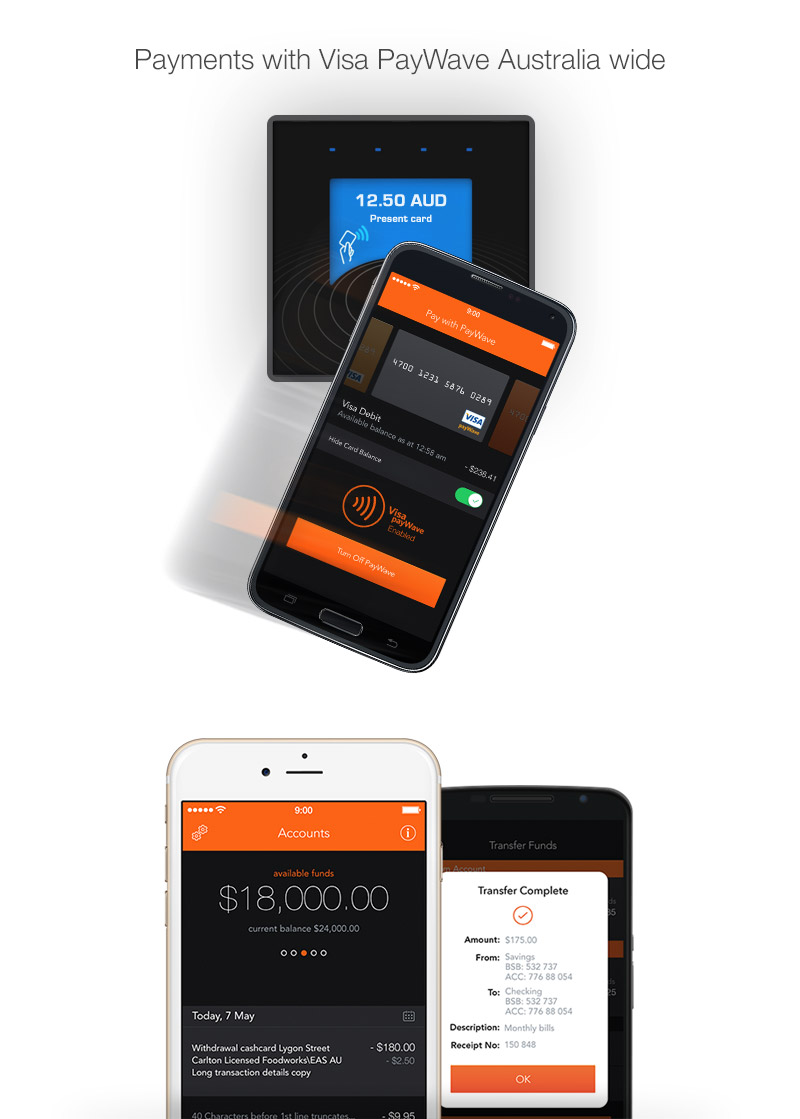 Payments with Visa PayWave Australia wide
12.50 AUD
Present card
9:00
Pay with PayWave
4700 1231 5876 0289
VISA
payWave
VISA
Visa Debit
Available balance as at 12:58 am
- $236.41
Hide Card Balance
Visa
PayWave
Enabled
Turn Off PayWave
9:00
Accounts
available funds
$18,000.00
current balance $24,000.00
Today, 7 May
Withdrawal cashcard Lygon Street
- $180.00
Carlton Licensed Foodworks\EAS AU
- $2.50
Long transaction details copy
40 Characters before 1st line truncates...
- $9.95
Transfer Funds
Account
Transfer Complete
Amount: $175.00
From: Savings
BSB: 532 737
ACC: 776 88 054
To: Checking
BSB: 532 737
ACC: 776 88 054
Description: Monthly bills
Receipt No: 150 848
OK